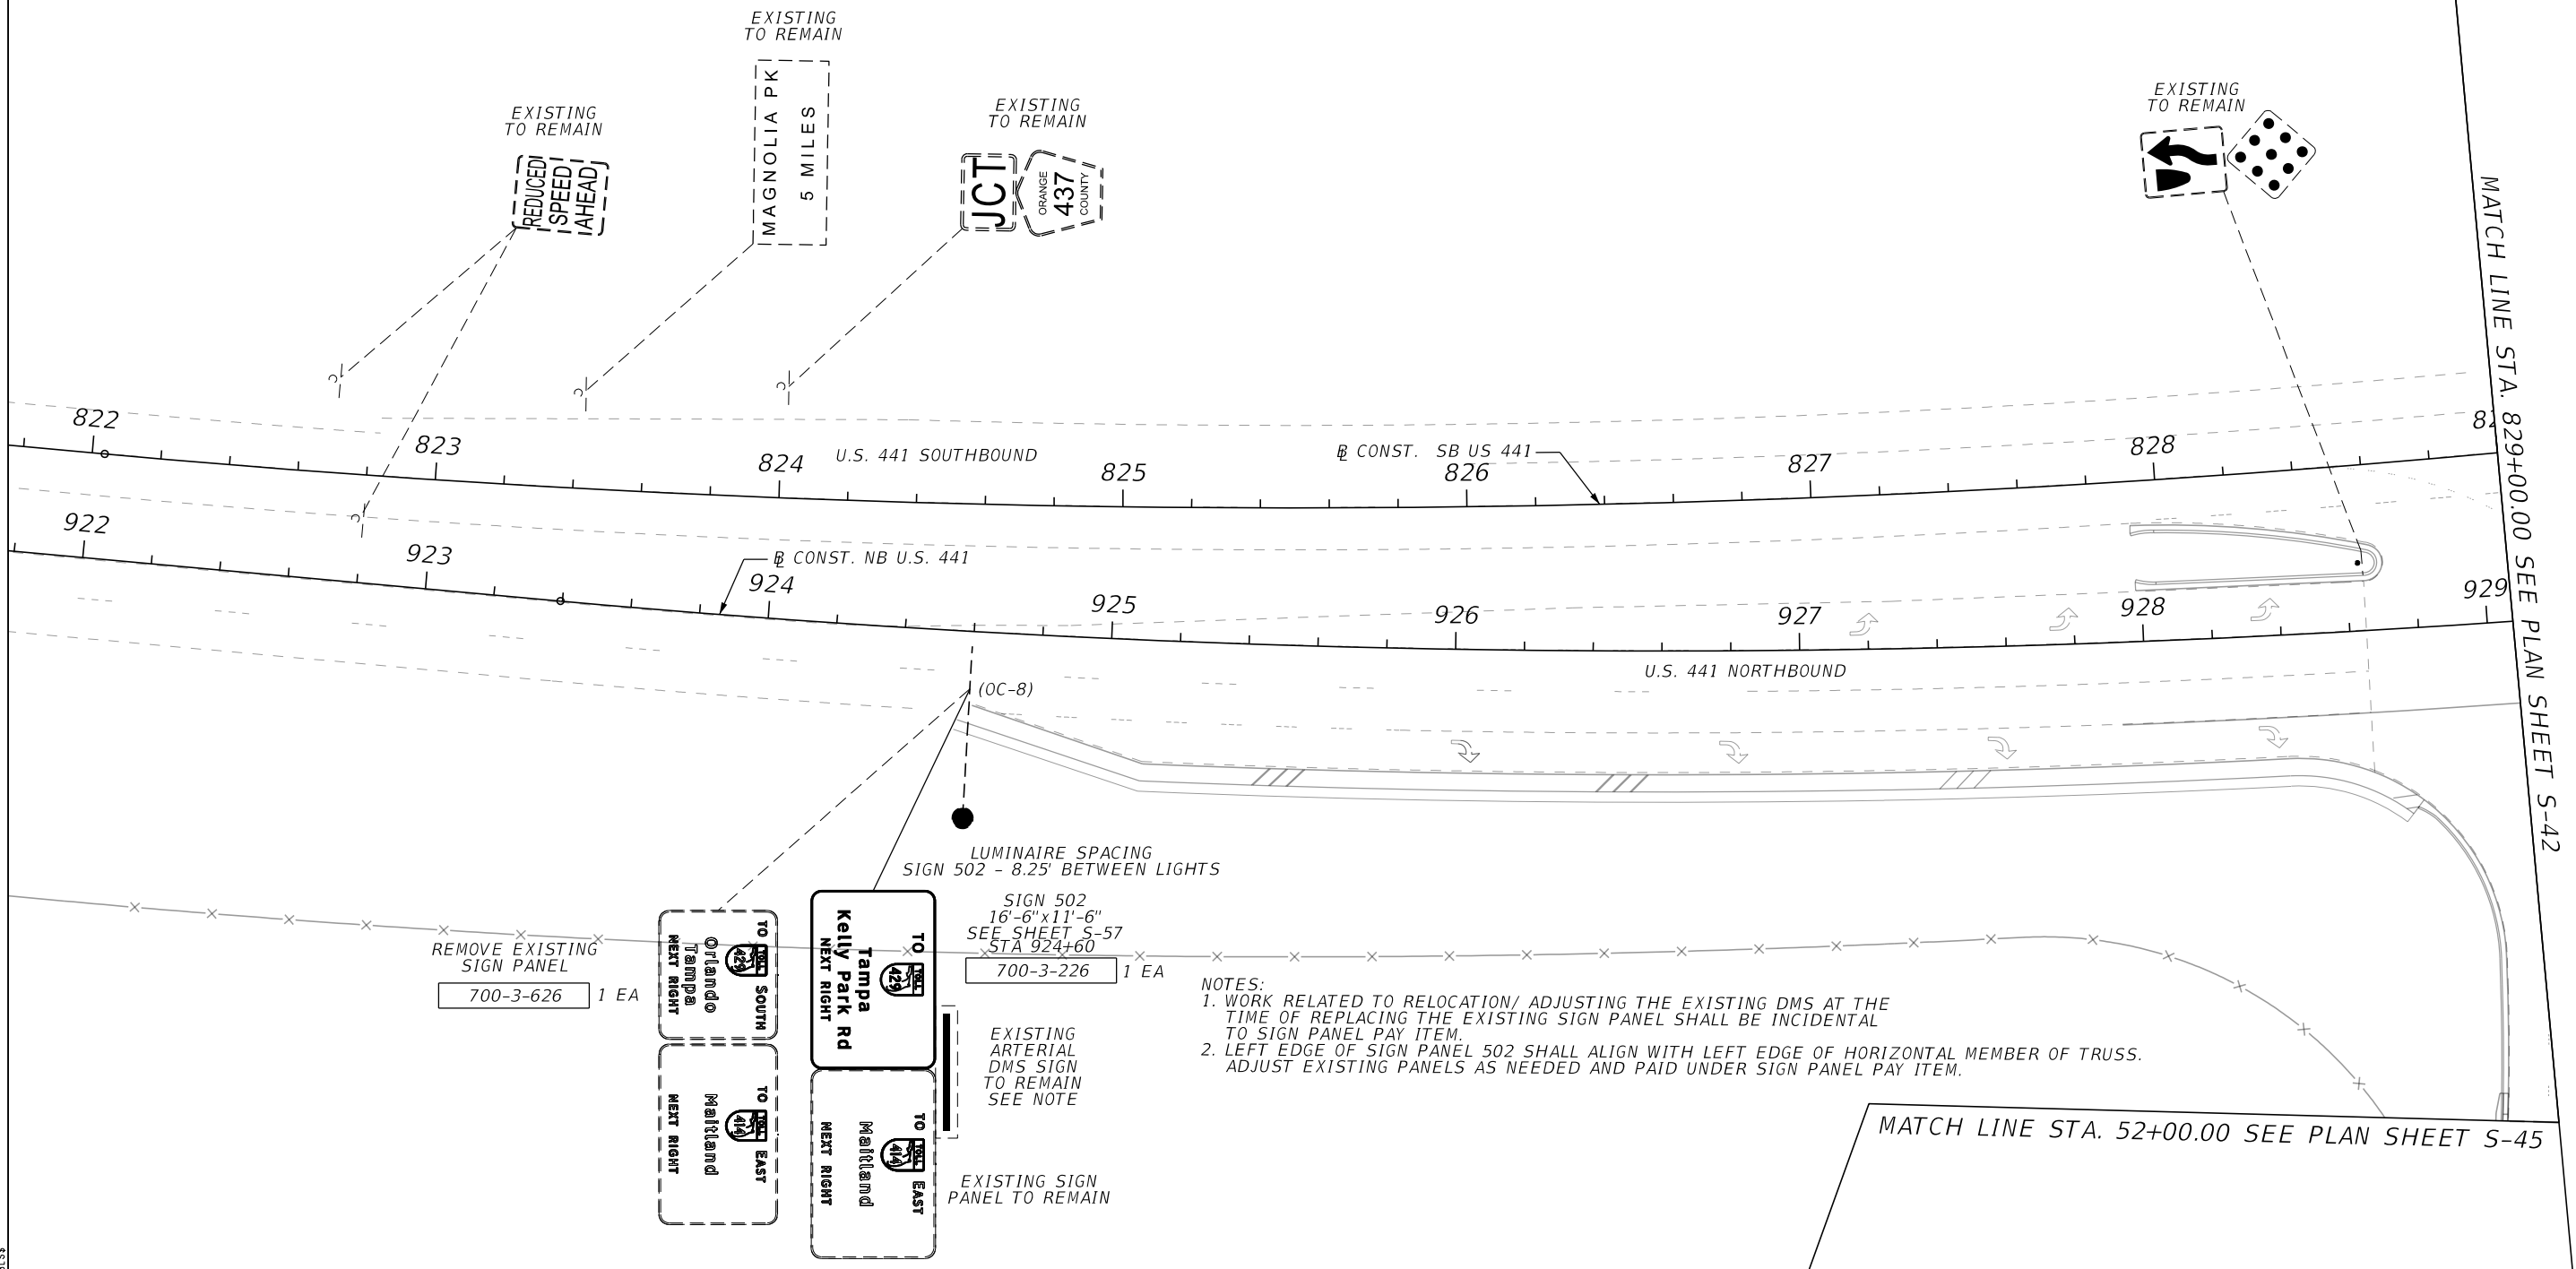 EXISTING
TO REMAIN
REDUCED
SPEED
AHEAD
EXISTING
TO REMAIN
MAGNOLIA PK
5 MILES
EXISTING
TO REMAIN
JCT
ORANGE
437
COUNTY
EXISTING
TO REMAIN
MATCH LINE STA. 829+00.00 SEE PLAN SHEET S-42
822
823
824
825
826
827
828
U.S. 441 SOUTHBOUND
℄ CONST. SB US 441
922
923
924
925
926
927
928
929
℄ CONST. NB U.S. 441
U.S. 441 NORTHBOUND
(OC-8)
LUMINAIRE SPACING
SIGN 502 - 8.25' BETWEEN LIGHTS
SIGN 502
16'-6"x11'-6"
SEE SHEET S-57
STA 924+60
700-3-226 1 EA
REMOVE EXISTING
SIGN PANEL
700-3-626 1 EA
TO TOLL 429 SOUTH
Orlando
Tampa
NEXT RIGHT
TO TOLL 414 EAST
Maitland
NEXT RIGHT
TO TOLL 429
Tampa
Kelly Park Rd
NEXT RIGHT
TO TOLL 414 EAST
Maitland
NEXT RIGHT
EXISTING
ARTERIAL
DMS SIGN
TO REMAIN
SEE NOTE
EXISTING SIGN
PANEL TO REMAIN
NOTES:
1. WORK RELATED TO RELOCATION/ ADJUSTING THE EXISTING DMS AT THE
TIME OF REPLACING THE EXISTING SIGN PANEL SHALL BE INCIDENTAL
TO SIGN PANEL PAY ITEM.
2. LEFT EDGE OF SIGN PANEL 502 SHALL ALIGN WITH LEFT EDGE OF HORIZONTAL MEMBER OF TRUSS.
ADJUST EXISTING PANELS AS NEEDED AND PAID UNDER SIGN PANEL PAY ITEM.
MATCH LINE STA. 52+00.00 SEE PLAN SHEET S-45